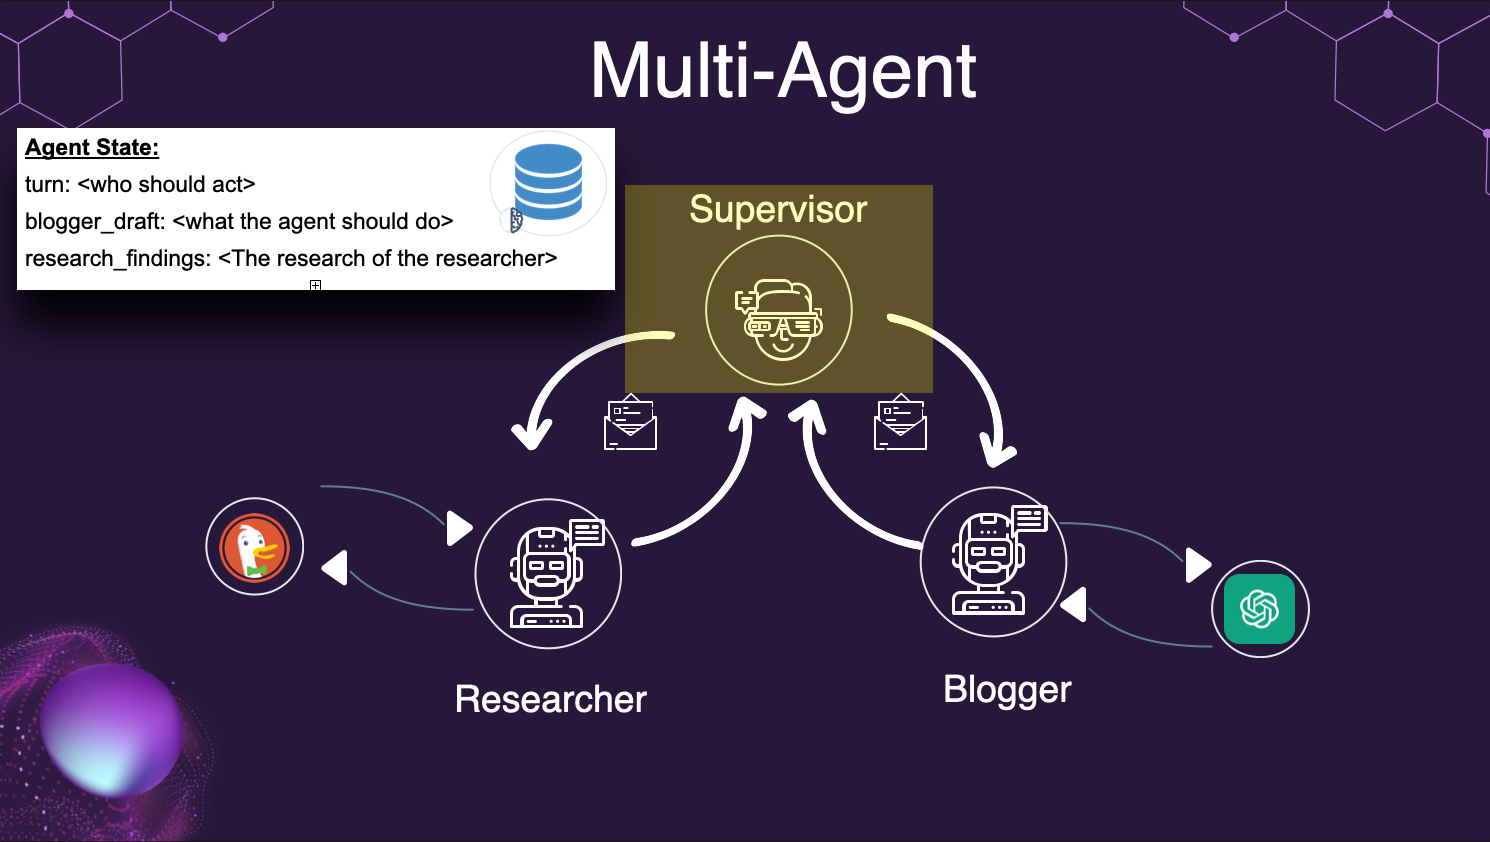 Multi-Agent
Agent State:
turn: <who should act>
blogger_draft: <what the agent should do>
research_findings: <The research of the researcher>
Supervisor
Researcher
Blogger